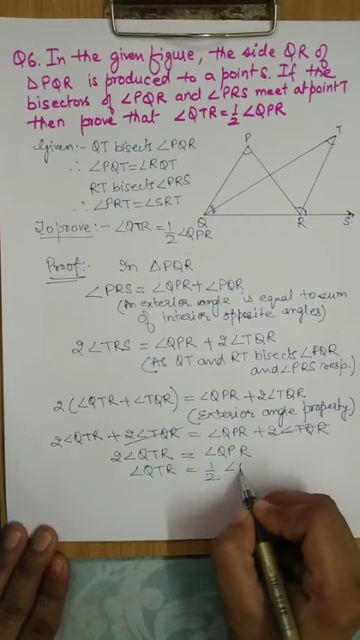 Q6. In the given figure, the side QR of
△PQR is produced to a point S. If the
bisectors of ∠PQR and ∠PRS meet at point T
then prove that ∠QTR = 1/2 ∠QPR
Given:- QT bisects ∠PQR
∴ ∠PQT = ∠RQT
RT bisects ∠PRS
∴ ∠PRT = ∠SRT
To prove:- ∠QTR = 1/2 ∠QPR
P
T
Q
R
S
Proof:- In △PQR
∠PRS = ∠QPR + ∠PQR
(An exterior angle is equal to sum
of interior opposite angles)
2∠TRS = ∠QPR + 2∠TQR
(AS QT and RT bisects ∠PQR
and ∠PRS resp.)
2(∠QTR + ∠TQR) = ∠QPR + 2∠TQR
(Exterior angle property)
2∠QTR + 2∠TQR = ∠QPR + 2∠TQR
2∠QTR = ∠QPR
∠QTR = 1/2 ∠